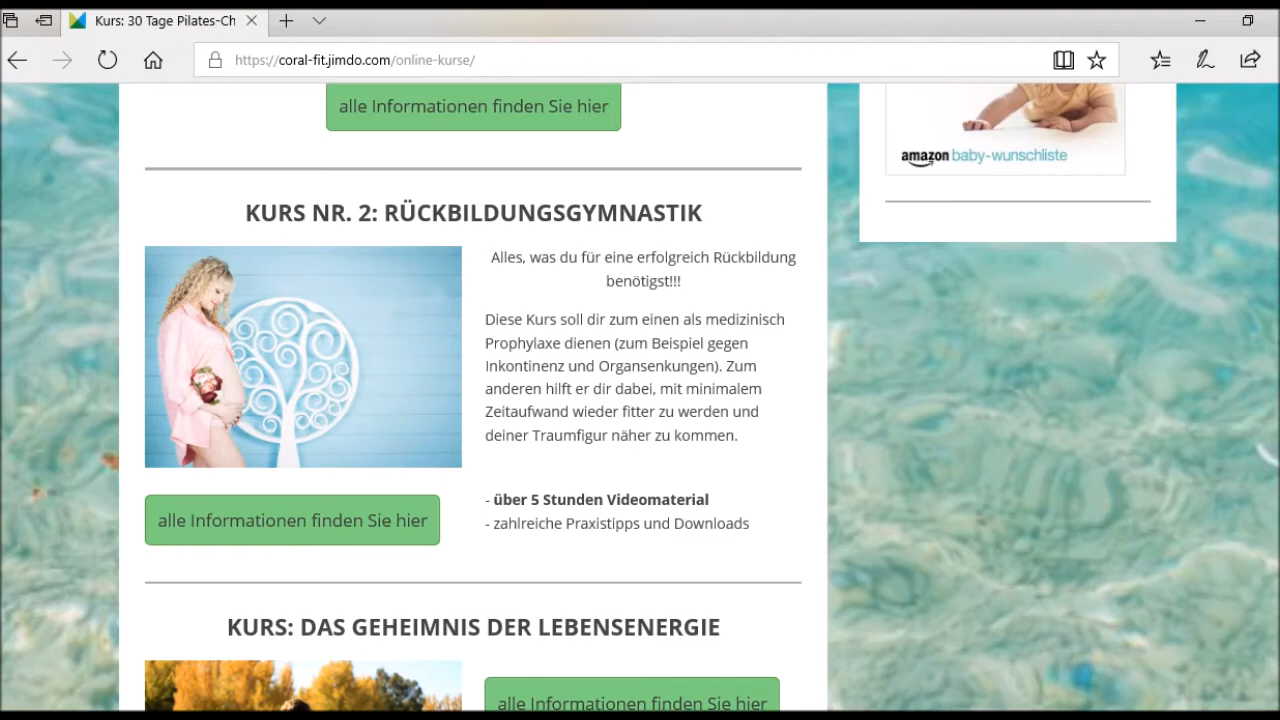 Kurs: 30 Tage Pilates-Ch
https://coral-fit.jimdo.com/online-kurse/
alle Informationen finden Sie hier
amazon baby-wunschliste
KURS NR. 2: RÜCKBILDUNGSGYMNASTIK
Alles, was du für eine erfolgreich Rückbildung
benötigst!!!
Diese Kurs soll dir zum einen als medizinisch
Prophylaxe dienen (zum Beispiel gegen
Inkontinenz und Organsenkungen). Zum
anderen hilft er dir dabei, mit minimalem
Zeitaufwand wieder fitter zu werden und
deiner Traumfigur näher zu kommen.
- über 5 Stunden Videomaterial
- zahlreiche Praxistipps und Downloads
alle Informationen finden Sie hier
KURS: DAS GEHEIMNIS DER LEBENSENERGIE
alle Informationen finden Sie hier